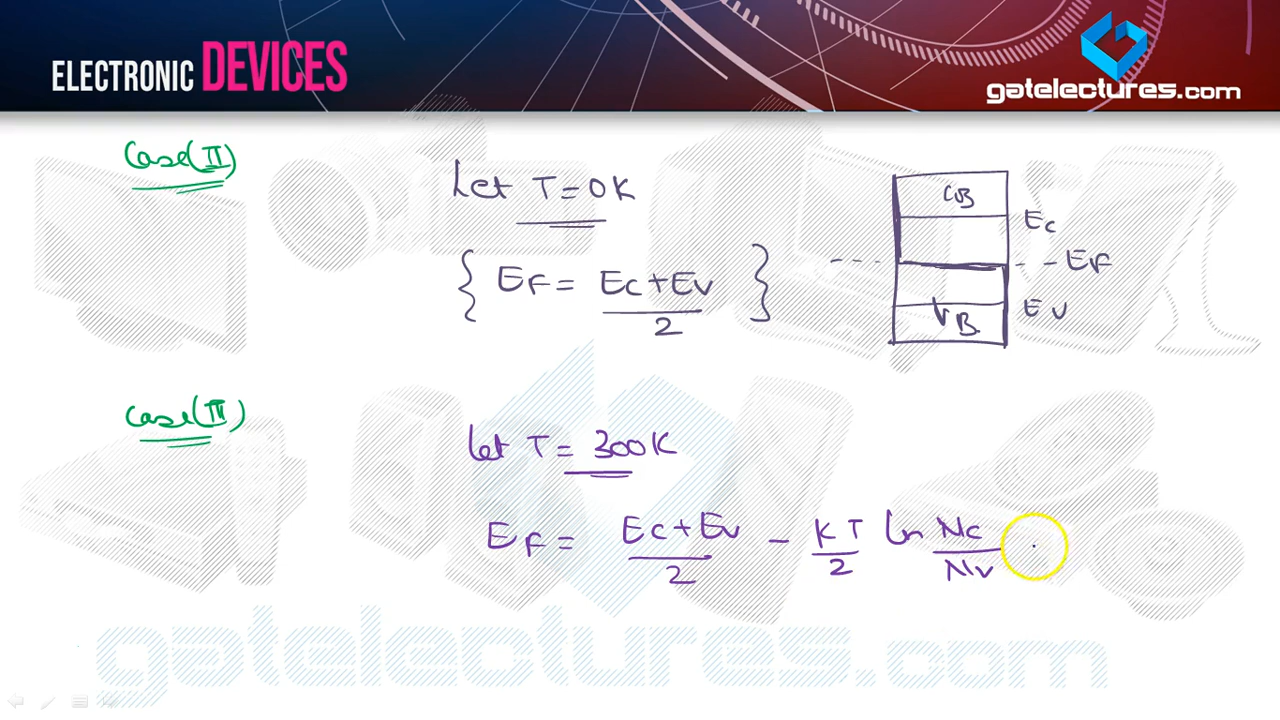 ELECTRONIC DEVICES
gatelectures.com
Case(II)
Let T=0K
{ EF = Ec+Ev / 2 }
CB
Ec
EF
Ev
VB
Case(III)
let T= 300K
EF = Ec+Ev / 2 - KT / 2 ln Nc / Nv
gatelectures.com